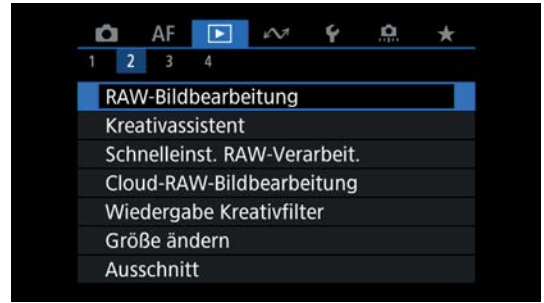 AF
1 2 3 4
RAW-Bildbearbeitung
Kreativassistent
Schnelleinst. RAW-Verarbeit.
Cloud-RAW-Bildbearbeitung
Wiedergabe Kreativfilter
Größe ändern
Ausschnitt